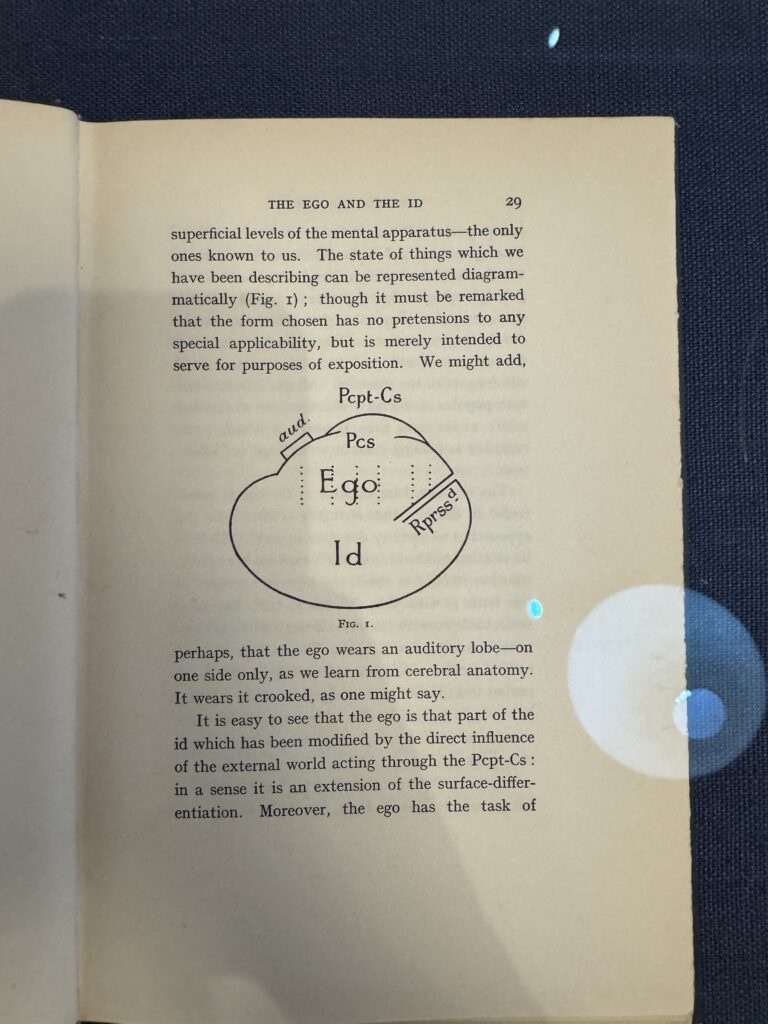 THE EGO AND THE ID 29
superficial levels of the mental apparatus—the only
ones known to us. The state of things which we
have been describing can be represented diagram-
matically (Fig. 1) ; though it must be remarked
that the form chosen has no pretensions to any
special applicability, but is merely intended to
serve for purposes of exposition. We might add,
Pcpt-Cs
aud.
Pcs
Ego
Rprssd
Id
Fig. 1.
perhaps, that the ego wears an auditory lobe—on
one side only, as we learn from cerebral anatomy.
It wears it crooked, as one might say.
It is easy to see that the ego is that part of the
id which has been modified by the direct influence
of the external world acting through the Pcpt-Cs :
in a sense it is an extension of the surface-differ-
entiation. Moreover, the ego has the task of